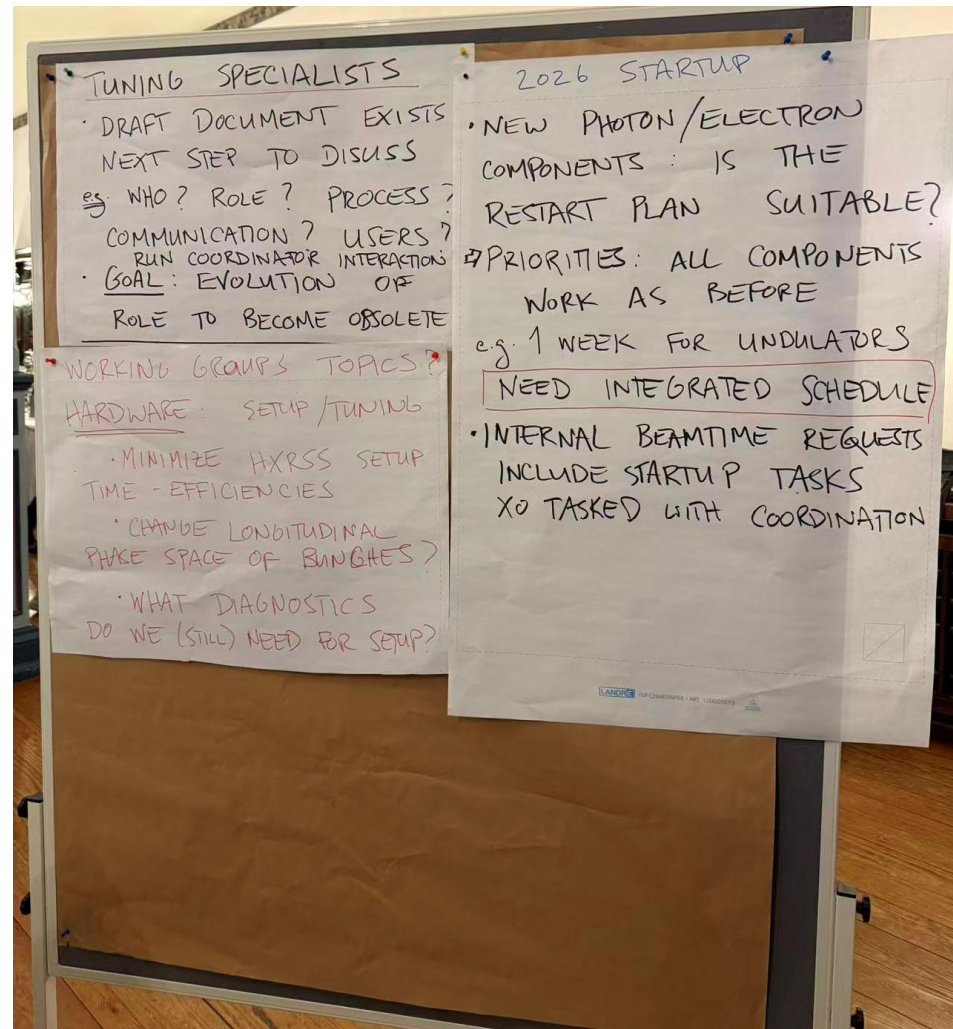 TUNING SPECIALISTS
· DRAFT DOCUMENT EXISTS
NEXT STEP TO DISUSS
e.g. WHO? ROLE? PROCESS?
COMMUNICATION? USERS?
RUN COORDINATOR INTERACTION
· GOAL: EVOLUTION OF
ROLE TO BECOME OBSOLETE
WORKING GROUPS TOPICS?
HARDWARE: SETUP/TUNING
· MINIMIZE HXRSS SETUP
TIME - EFFICIENCIES
· CHANGE LONGITUDINAL
PHASE SPACE OF BUNCHES?
· WHAT DIAGNOSTICS
DO WE (STILL) NEED FOR SETUP?
2026 STARTUP
· NEW PHOTON/ELECTRON
COMPONENTS: IS THE
RESTART PLAN SUITABLE?
⇒ PRIORITIES: ALL COMPONENTS
WORK AS BEFORE
e.g. 1 WEEK FOR UNDULATORS
NEED INTEGRATED SCHEDULE
· INTERNAL BEAMTIME REQUESTS
INCLUDE STARTUP TASKS
XO TASKED WITH COORDINATION
LANDRÉ